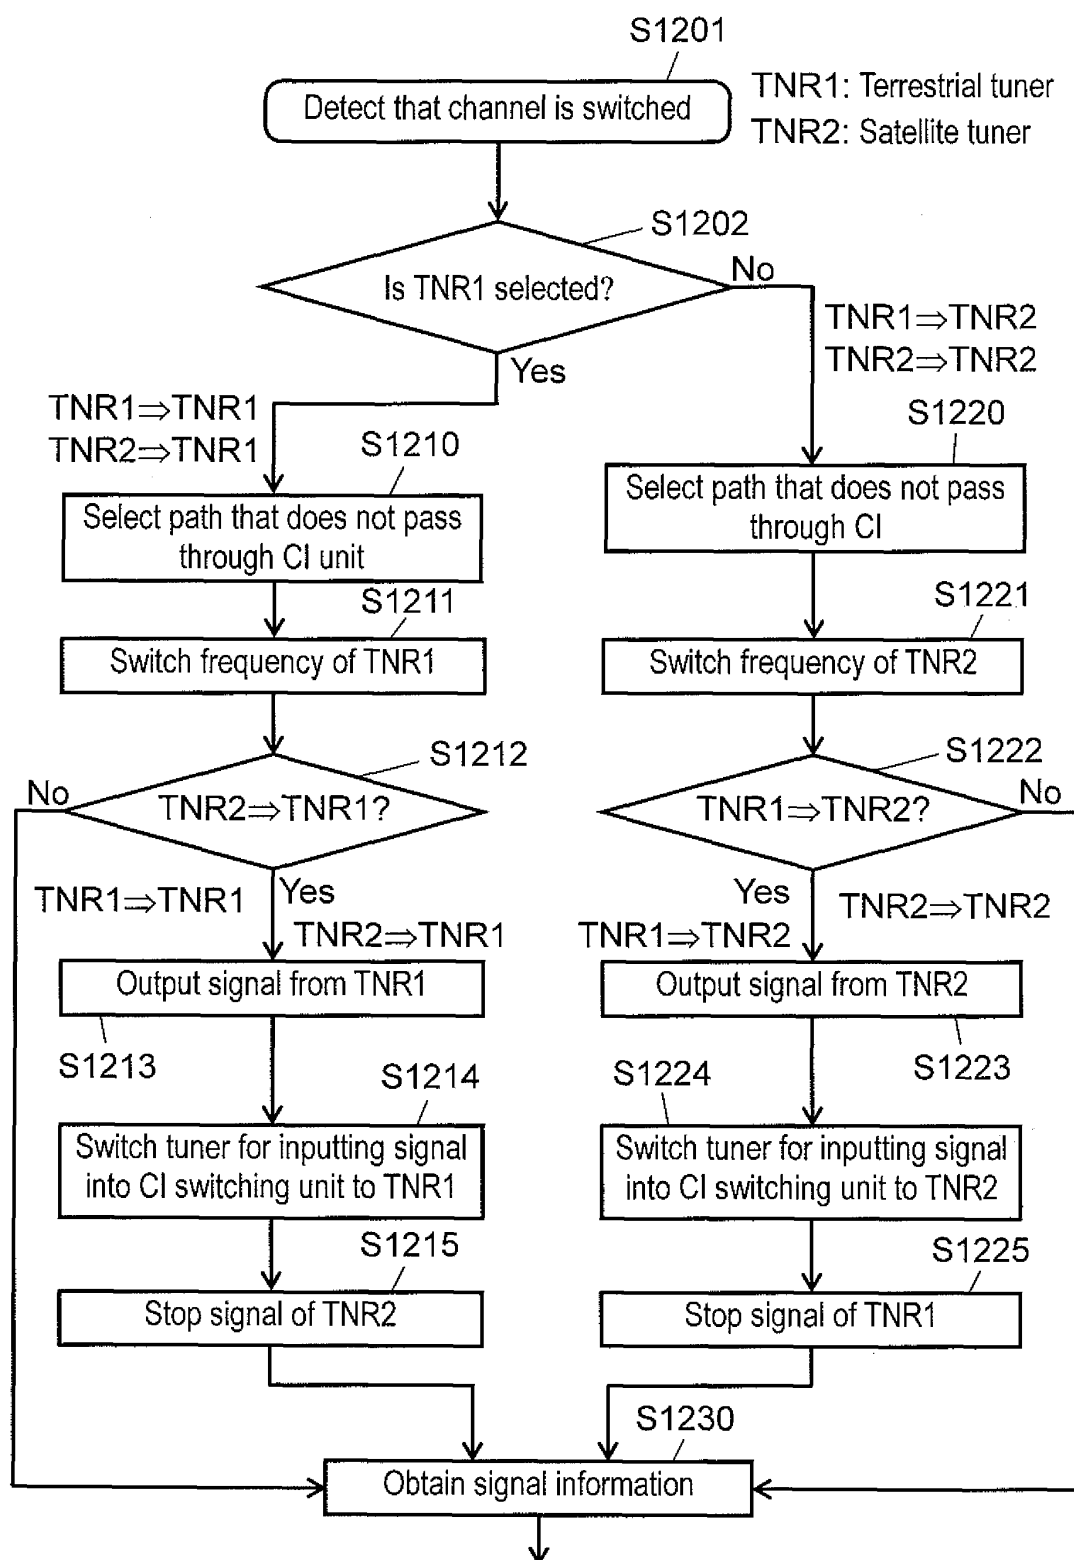 S1201
Detect that channel is switched
TNR1: Terrestrial tuner
TNR2: Satellite tuner
S1202
Is TNR1 selected?
No
TNR1⇒TNR2
TNR2⇒TNR2
Yes
TNR1⇒TNR1
TNR2⇒TNR1
S1210
Select path that does not pass
through CI unit
S1220
Select path that does not pass
through CI
S1211
Switch frequency of TNR1
S1221
Switch frequency of TNR2
S1212
TNR2⇒TNR1?
No
S1222
TNR1⇒TNR2?
No
TNR1⇒TNR1
Yes
TNR2⇒TNR1
Yes
TNR1⇒TNR2
TNR2⇒TNR2
Output signal from TNR1
S1213
Output signal from TNR2
S1223
S1214
Switch tuner for inputting signal
into CI switching unit to TNR1
S1224
Switch tuner for inputting signal
into CI switching unit to TNR2
S1215
Stop signal of TNR2
S1225
Stop signal of TNR1
S1230
Obtain signal information